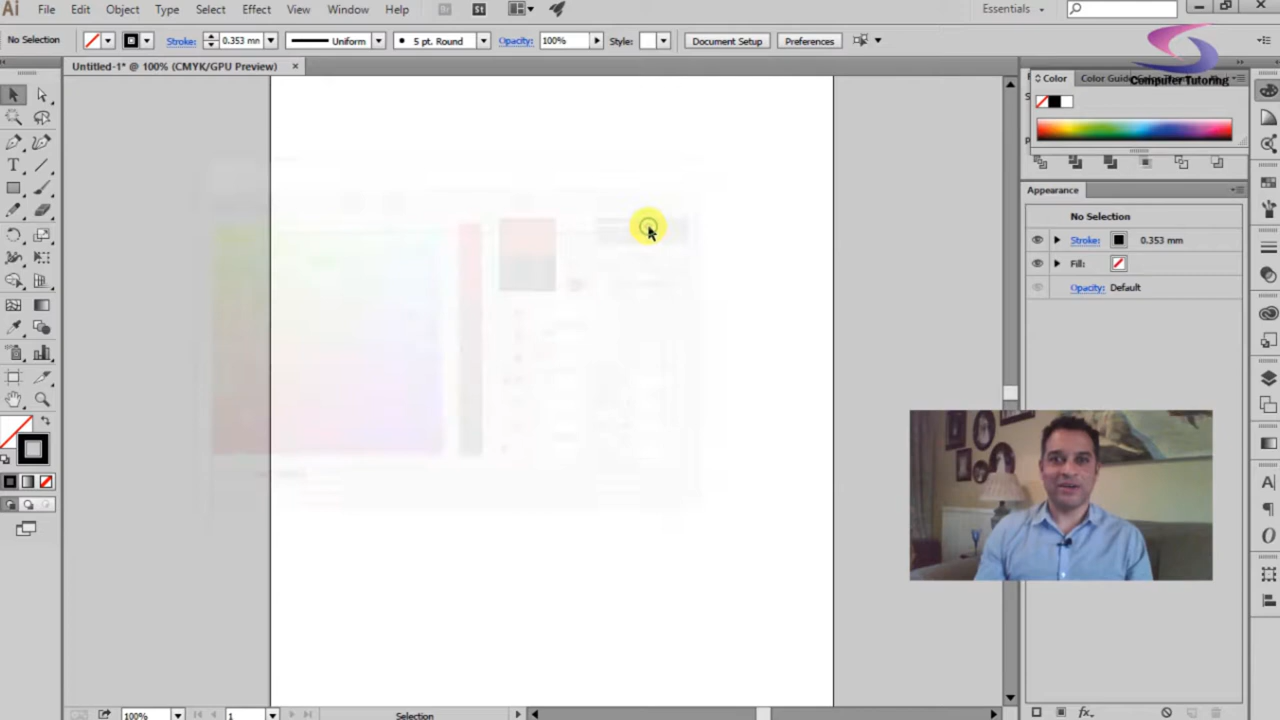 Ai File Edit Object Type Select Effect View Window Help Br St Essentials
No Selection Stroke: 0.353 mm Uniform 5 pt. Round Opacity: 100% Style: Document Setup Preferences
Untitled-1* @ 100% (CMYK/GPU Preview) ×
Color Color Guide
Computer Tutoring
Appearance
No Selection
Stroke: 0.353 mm
Fill:
Opacity: Default
100% 1 Selection